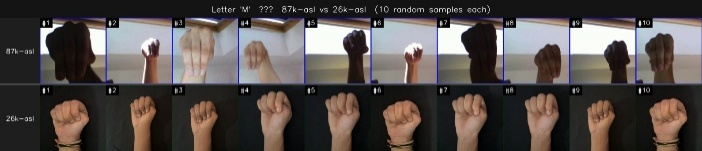 Letter 'M' ??? 87k-asl vs 26k-asl (10 random samples each)
87k-asl
#1 #2 #3 #4 #5 #6 #7 #8 #9 #10
26k-asl
#1 #2 #3 #4 #5 #6 #7 #8 #9 #10